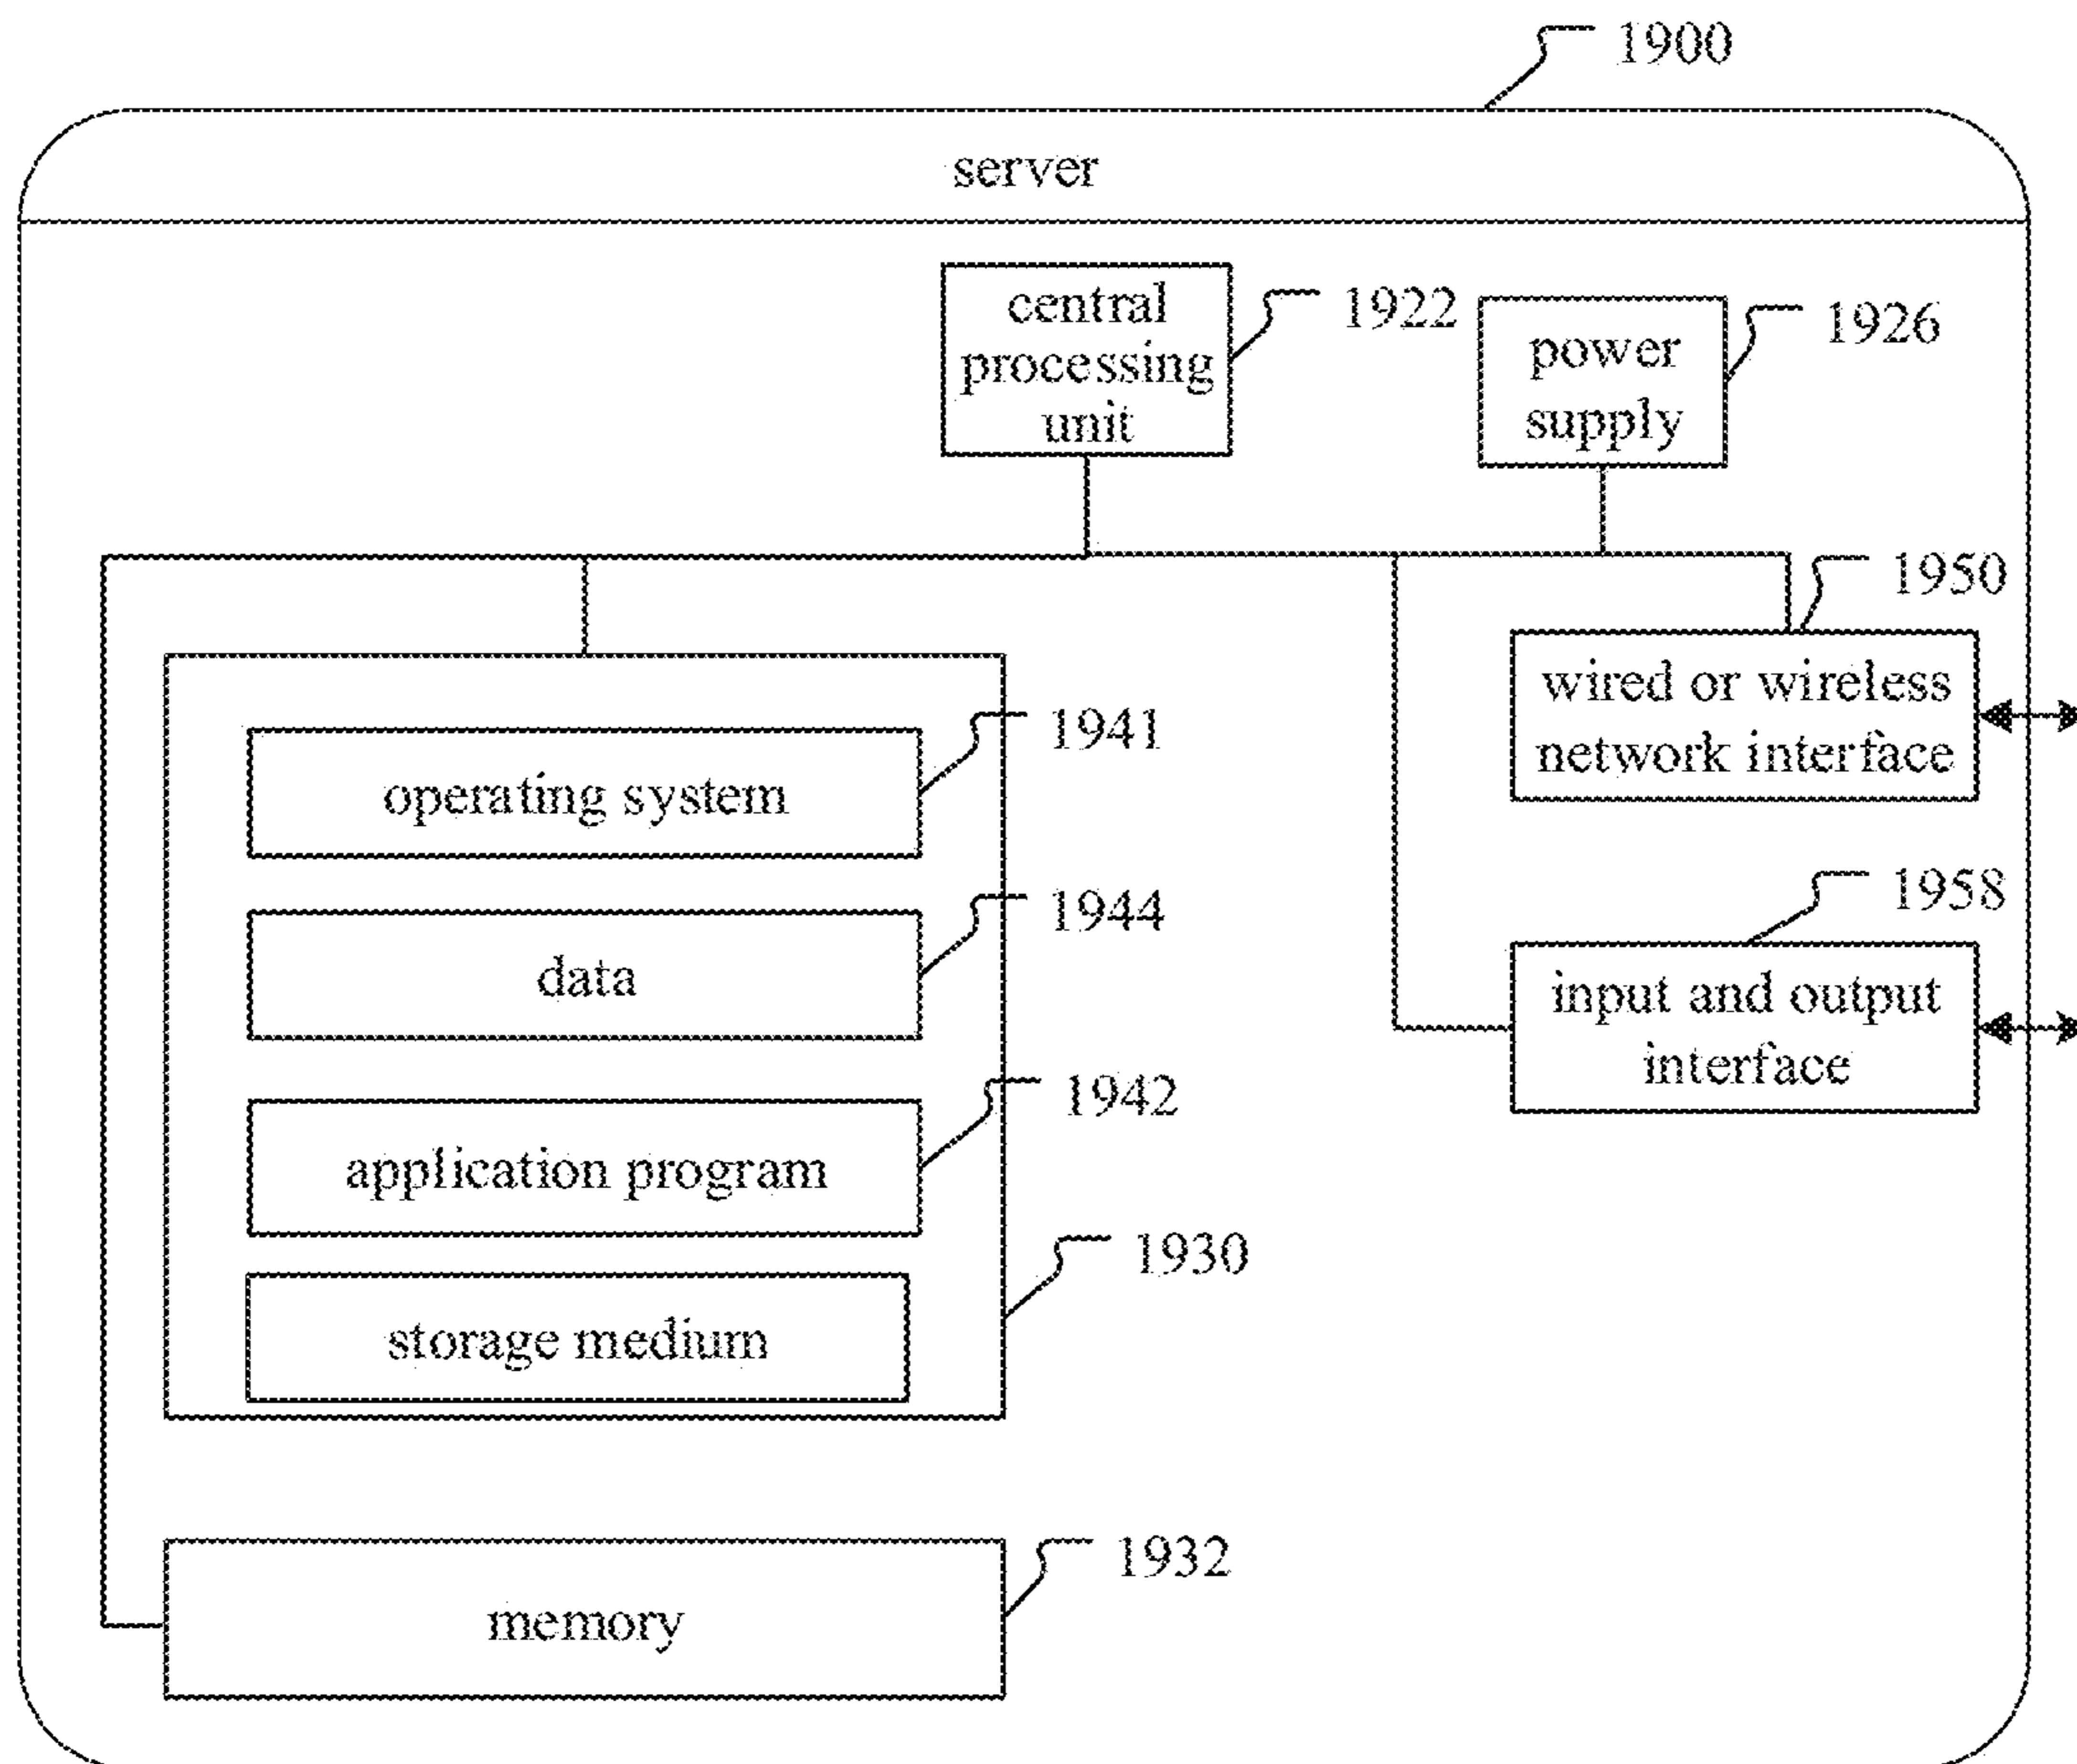 1900
server
central
processing
unit
1922
power
supply
1926
1950
wired or wireless
network interface
1941
operating system
1958
input and output
interface
1944
data
1942
application program
1930
storage medium
1932
memory